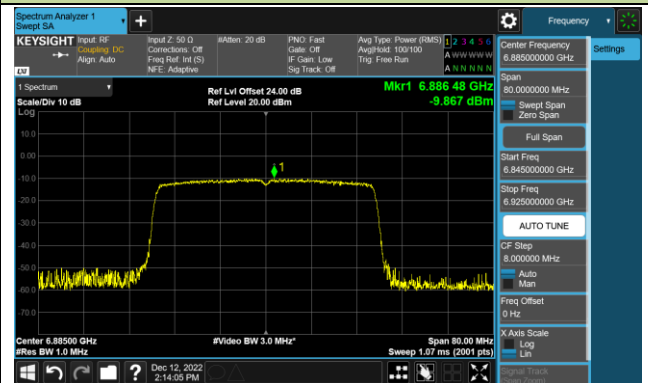 Spectrum Analyzer 1
Swept SA
Frequency
KEYSIGHT
Input: RF
Coupling: DC
Align: Auto
Input Z: 50 Ω
Corrections: Off
Freq Ref: Int (S)
NFE: Adaptive
#Atten: 20 dB
PNO: Fast
Gate: Off
IF Gain: Low
Sig Track: Off
Avg Type: Power (RMS)
Avg|Hold: 100/100
Trig: Free Run
1 2 3 4 5 6
A W W W W W
A N N N N N
LXI
1 Spectrum
Scale/Div 10 dB
Ref Lvl Offset 24.00 dB
Ref Level 20.00 dBm
Mkr1 6.886 48 GHz
-9.867 dBm
Log
10.0
0.00
-10.0
-20.0
-30.0
-40.0
-50.0
-60.0
-70.0
1
Center 6.88500 GHz
#Res BW 1.0 MHz
#Video BW 3.0 MHz*
Span 80.00 MHz
Sweep 1.07 ms (2001 pts)
Center Frequency
6.885000000 GHz
Span
80.0000000 MHz
Swept Span
Zero Span
Full Span
Start Freq
6.845000000 GHz
Stop Freq
6.925000000 GHz
AUTO TUNE
CF Step
8.000000 MHz
Auto
Man
Freq Offset
0 Hz
X Axis Scale
Log
Lin
Signal Track
(Span Zoom)
Settings
Dec 12, 2022
2:14:05 PM